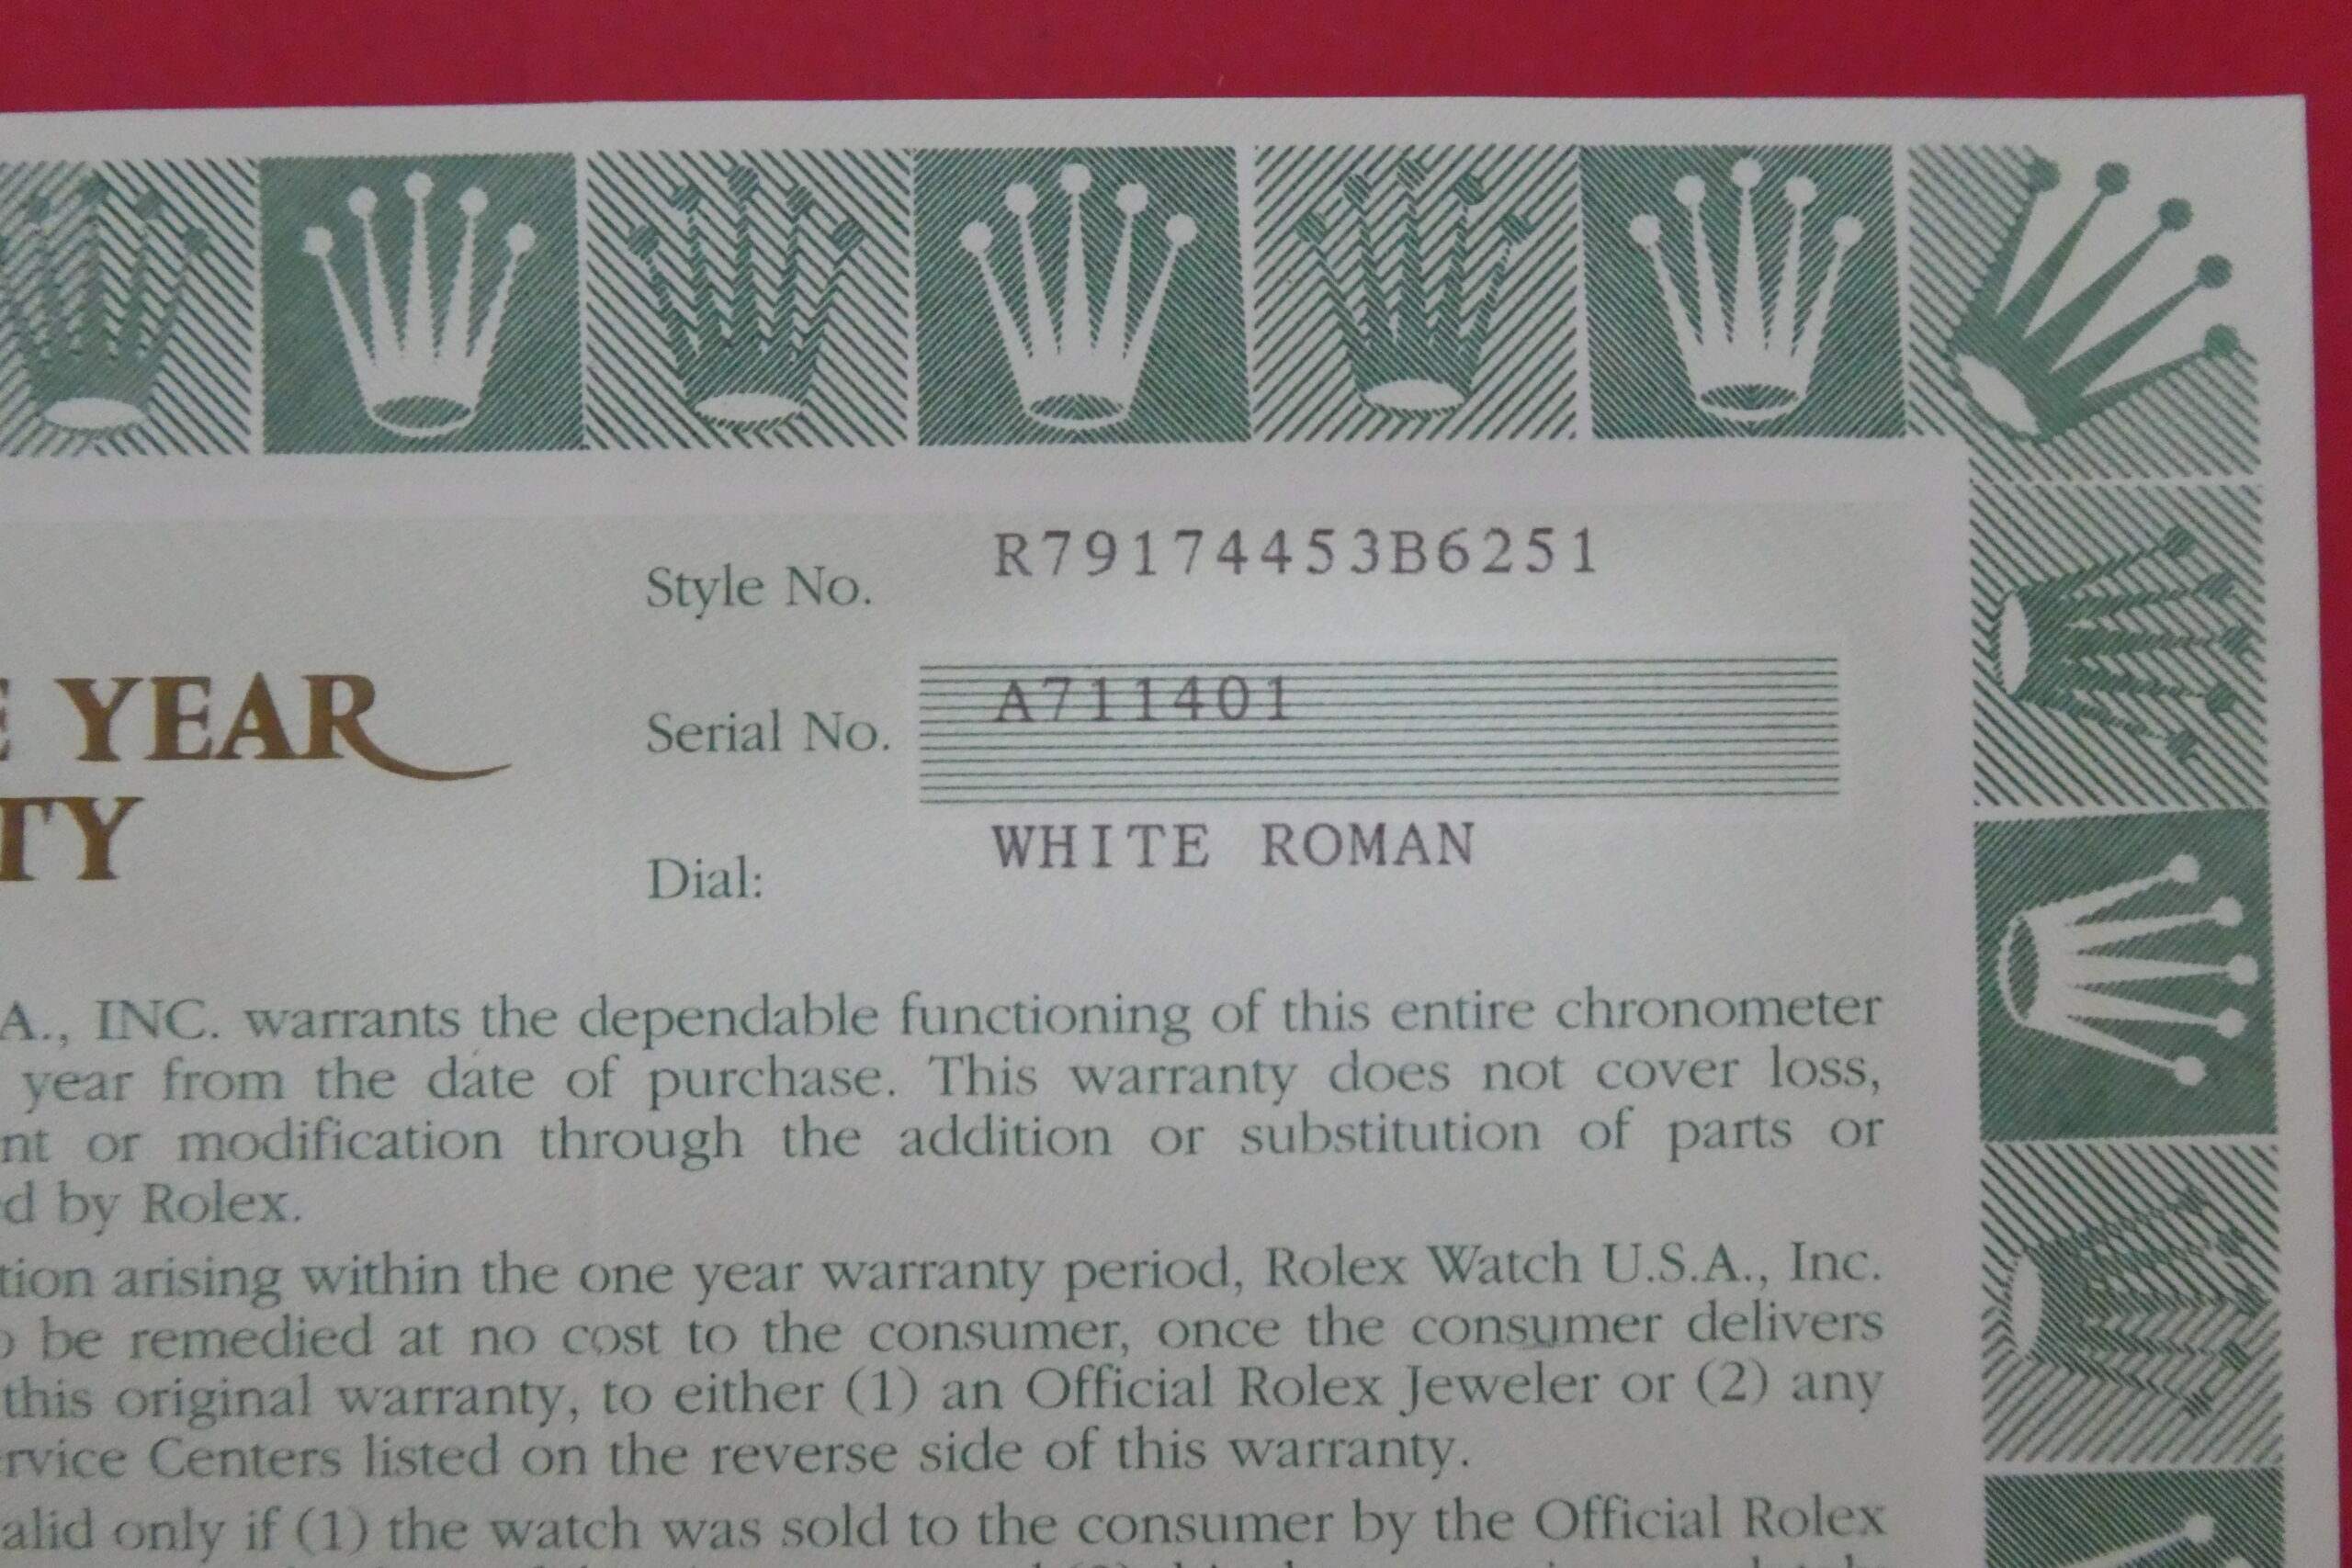 Style No. R79174453B6251
YEAR
Serial No. A711401
TY
Dial: WHITE ROMAN
A., INC. warrants the dependable functioning of this entire chronometer
year from the date of purchase. This warranty does not cover loss,
nt or modification through the addition or substitution of parts or
d by Rolex.
tion arising within the one year warranty period, Rolex Watch U.S.A., Inc.
be remedied at no cost to the consumer, once the consumer delivers
this original warranty, to either (1) an Official Rolex Jeweler or (2) any
rvice Centers listed on the reverse side of this warranty.
alid only if (1) the watch was sold to the consumer by the Official Rolex